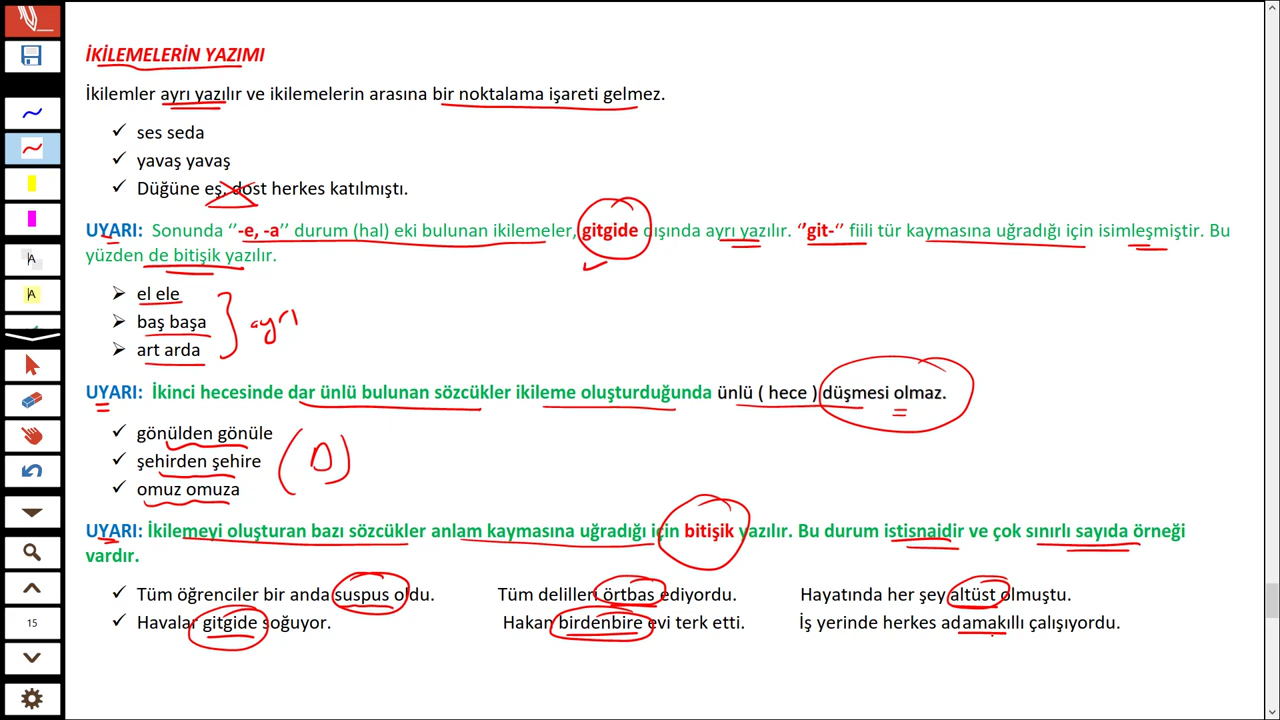 İKİLEMELERİN YAZIMI
İkilemler ayrı yazılır ve ikilemelerin arasına bir noktalama işareti gelmez.
✓ ses seda
✓ yavaş yavaş
✓ Düğüne eş, dost herkes katılmıştı.
UYARI: Sonunda ‘’-e, -a’’ durum (hal) eki bulunan ikilemeler, gitgide dışında ayrı yazılır. ‘’git-‘’ fiili tür kaymasına uğradığı için isimleşmiştir. Bu
yüzden de bitişik yazılır.
➢ el ele
➢ baş başa
ayrı
➢ art arda
UYARI: İkinci hecesinde dar ünlü bulunan sözcükler ikileme oluşturduğunda ünlü ( hece ) düşmesi olmaz.
✓ gönülden gönüle
✓ şehirden şehire
D
✓ omuz omuza
UYARI: İkilemeyi oluşturan bazı sözcükler anlam kaymasına uğradığı için bitişik yazılır. Bu durum istisnaidir ve çok sınırlı sayıda örneği
vardır.
✓ Tüm öğrenciler bir anda suspus oldu. Tüm delilleri örtbas ediyordu. Hayatında her şey altüst olmuştu.
✓ Havalar gitgide soğuyor. Hakan birdenbire evi terk etti. İş yerinde herkes adamakıllı çalışıyordu.
A
A
15